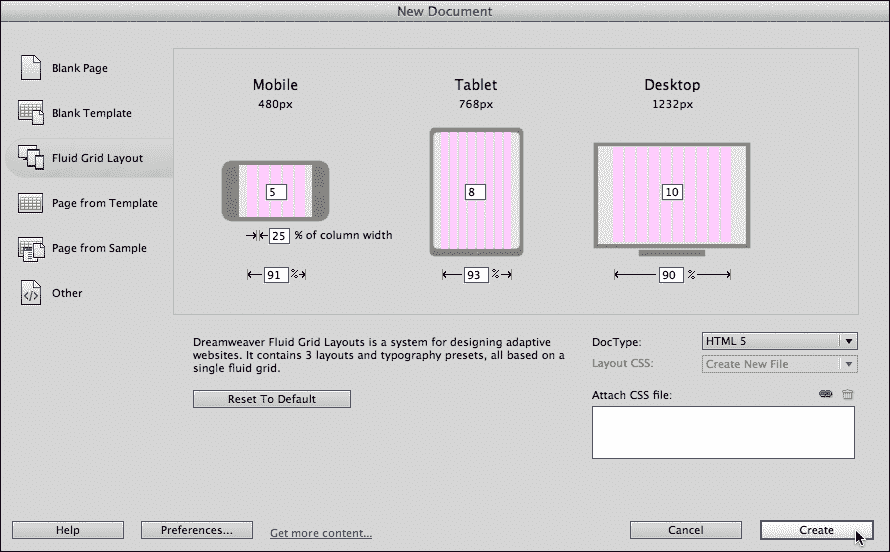 New Document
Blank Page
Blank Template
Fluid Grid Layout
Page from Template
Page from Sample
Other
Mobile
480px
5
25 % of column width
91 %
Tablet
768px
8
93 %
Desktop
1232px
10
90 %
Dreamweaver Fluid Grid Layouts is a system for designing adaptive
websites. It contains 3 layouts and typography presets, all based on a
single fluid grid.
Reset To Default
DocType: HTML 5
Layout CSS: Create New File
Attach CSS file:
Help
Preferences...
Get more content...
Cancel
Create